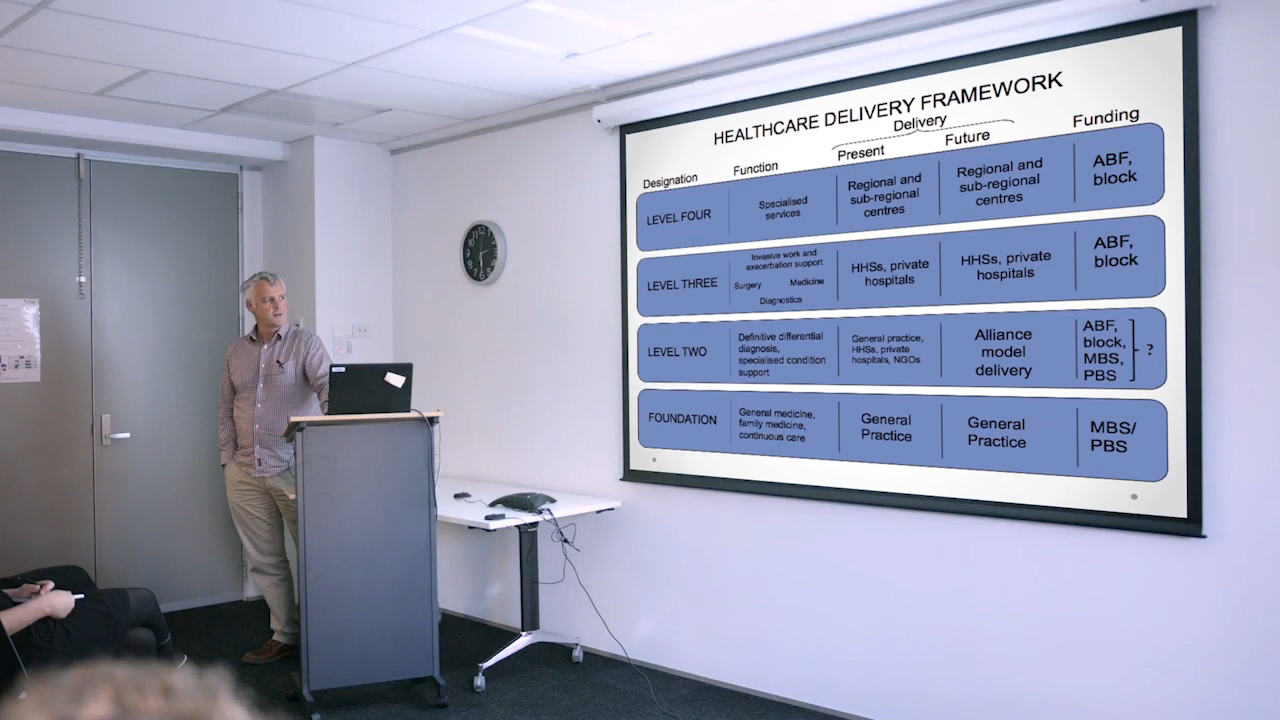 HEALTHCARE DELIVERY FRAMEWORK
Delivery
Designation Function Present Future Funding
LEVEL FOUR
Specialised
services
Regional and
sub-regional
centres
Regional and
sub-regional
centres
ABF,
block
LEVEL THREE
Invasive work and
exacerbation support
Surgery Medicine
Diagnostics
HHSs, private
hospitals
HHSs, private
hospitals
ABF,
block
LEVEL TWO
Definitive differential
diagnosis,
specialised condition
support
General practice,
HHSs, private
hospitals, NGOs
Alliance
model
delivery
ABF,
block,
MBS,
PBS
?
FOUNDATION
General medicine,
family medicine,
continuous care
General
Practice
General
Practice
MBS/
PBS